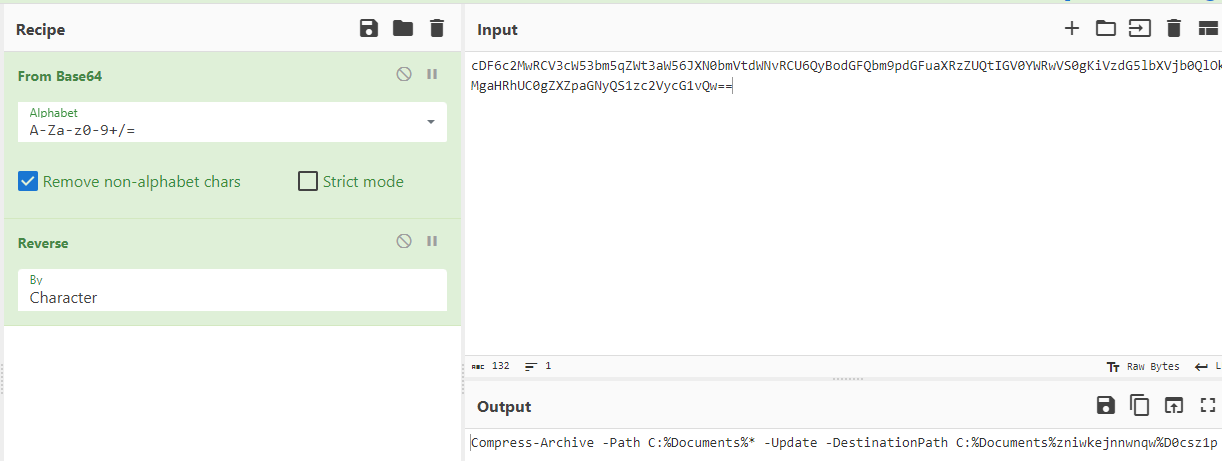 Recipe
Input
From Base64
Alphabet
A-Za-z0-9+/=
Remove non-alphabet chars
Strict mode
Reverse
By
Character
cDF6c2MwRCV3cW53bm5qZWt3aW56JXN0bmVtdWNvRCU6QyBodGFQbm9pdGFuaXRzZUQtIGV0YWRwVS0gKiVzdG5lbXVjb0QlOk
MgaHRhUC0gZXZpaGNyQS1zc2VycG1vQw==
ABC 132
1
Raw Bytes
L
Output
Compress-Archive -Path C:%Documents%* -Update -DestinationPath C:%Documents%zniwkejnnwnqw%D0csz1p